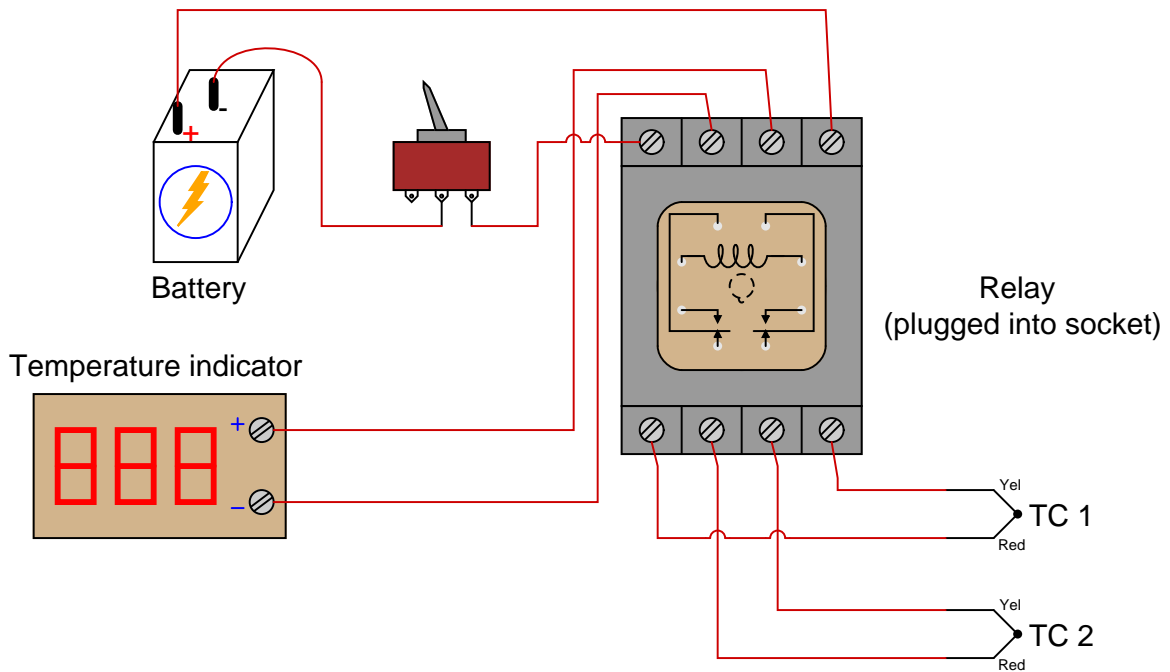 +
-
Battery
Relay
(plugged into socket)
Temperature indicator
888
+
−
Yel
TC 1
Red
Yel
TC 2
Red